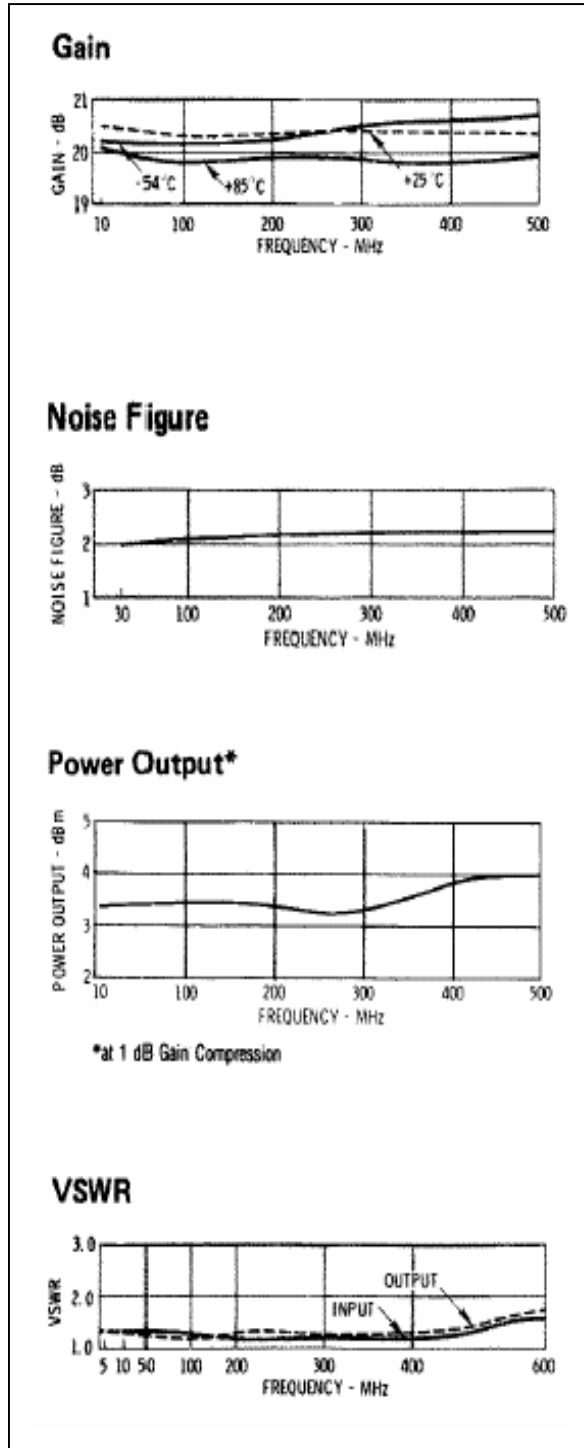 Gain
21
20
19
GAIN - dB
-54°C
+85°C
+25°C
10 100 200 300 400 500
FREQUENCY - MHz
Noise Figure
3
2
1
NOISE FIGURE - dB
30 100 200 300 400 500
FREQUENCY - MHz
Power Output*
5
4
3
2
POWER OUTPUT - dBm
10 100 200 300 400 500
FREQUENCY - MHz
*at 1 dB Gain Compression
VSWR
3.0
2.0
1.0
VSWR
INPUT
OUTPUT
5 10 50 100 200 300 400 600
FREQUENCY - MHz